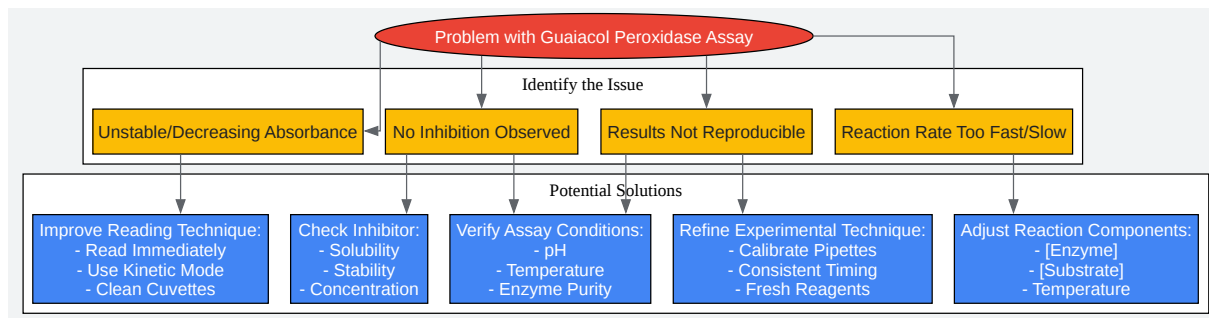 Problem with Guaiacol Peroxidase Assay
Identify the Issue
Unstable/Decreasing Absorbance
No Inhibition Observed
Results Not Reproducible
Reaction Rate Too Fast/Slow
Potential Solutions
Improve Reading Technique:
- Read Immediately
- Use Kinetic Mode
- Clean Cuvettes
Check Inhibitor:
- Solubility
- Stability
- Concentration
Verify Assay Conditions:
- pH
- Temperature
- Enzyme Purity
Refine Experimental Technique:
- Calibrate Pipettes
- Consistent Timing
- Fresh Reagents
Adjust Reaction Components:
- [Enzyme]
- [Substrate]
- Temperature